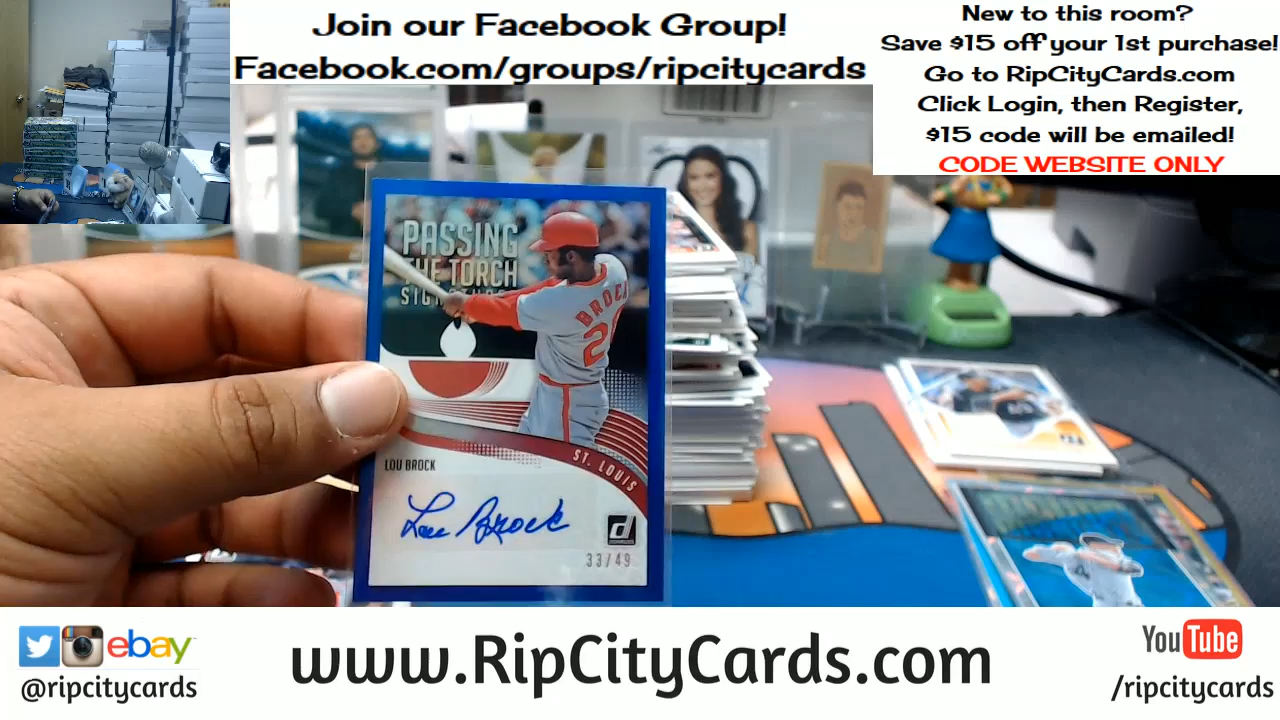 Join our Facebook Group!
Facebook.com/groups/ripcitycards
New to this room?
Save $15 off your 1st purchase!
Go to RipCityCards.com
Click Login, then Register,
$15 code will be emailed!
CODE WEBSITE ONLY
PASSING
THE TORCH
BROCK
20
LOU BROCK
ST. LOUIS
Lou Brock
d
33/49
ebay
@ripcitycards
www.RipCityCards.com
YouTube
/ripcitycards